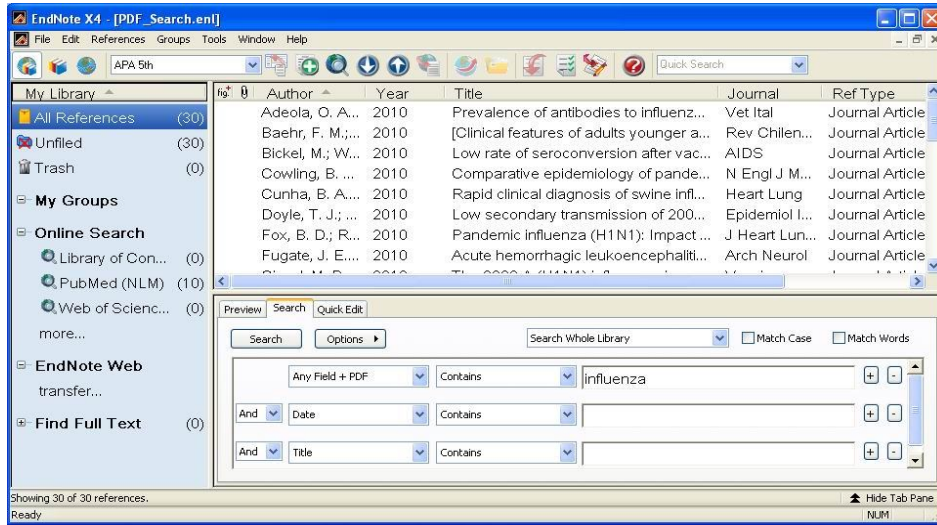 EndNote X4 - [PDF_Search.enl]
File Edit References Groups Tools Window Help
APA 5th
Quick Search
My Library
All References (30)
Unfiled (30)
Trash (0)
My Groups
Online Search
Library of Con... (0)
PubMed (NLM) (10)
Web of Scienc... (0)
more...
EndNote Web
transfer...
Find Full Text (0)
Author Year Title Journal Ref Type
Adeola, O. A... 2010 Prevalence of antibodies to influenz... Vet Ital Journal Article
Baehr, F. M.;... 2010 [Clinical features of adults younger a... Rev Chilen... Journal Article
Bickel, M.; W... 2010 Low rate of seroconversion after vac... AIDS Journal Article
Cowling, B. ... 2010 Comparative epidemiology of pande... N Engl J M... Journal Article
Cunha, B. A.... 2010 Rapid clinical diagnosis of swine infl... Heart Lung Journal Article
Doyle, T. J.; ... 2010 Low secondary transmission of 200... Epidemiol I... Journal Article
Fox, B. D.; R... 2010 Pandemic influenza (H1N1): Impact ... J Heart Lun... Journal Article
Fugate, J. E.... 2010 Acute hemorrhagic leukoencephaliti... Arch Neurol Journal Article
Preview Search Quick Edit
Search Options Search Whole Library Match Case Match Words
Any Field + PDF Contains influenza + -
And Date Contains + -
And Title Contains + -
Showing 30 of 30 references. Hide Tab Pane
Ready NUM